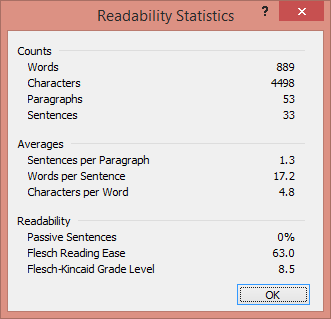 Readability Statistics ? ×
Counts
Words 889
Characters 4498
Paragraphs 53
Sentences 33
Averages
Sentences per Paragraph 1.3
Words per Sentence 17.2
Characters per Word 4.8
Readability
Passive Sentences 0%
Flesch Reading Ease 63.0
Flesch-Kincaid Grade Level 8.5
OK